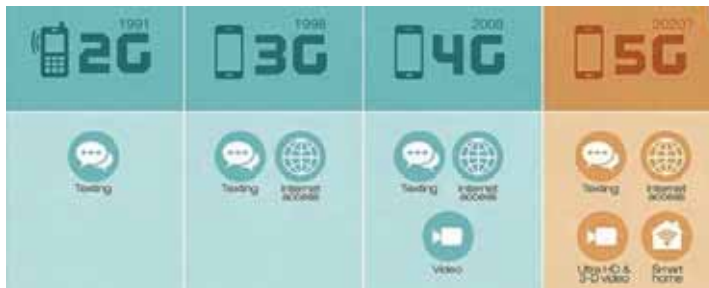 1991
2G
1998
3G
2008
4G
2020?
5G
Texting
Texting
Internet
access
Texting
Internet
access
Video
Texting
Internet
access
Ultra HD &
3-D video
Smart
home